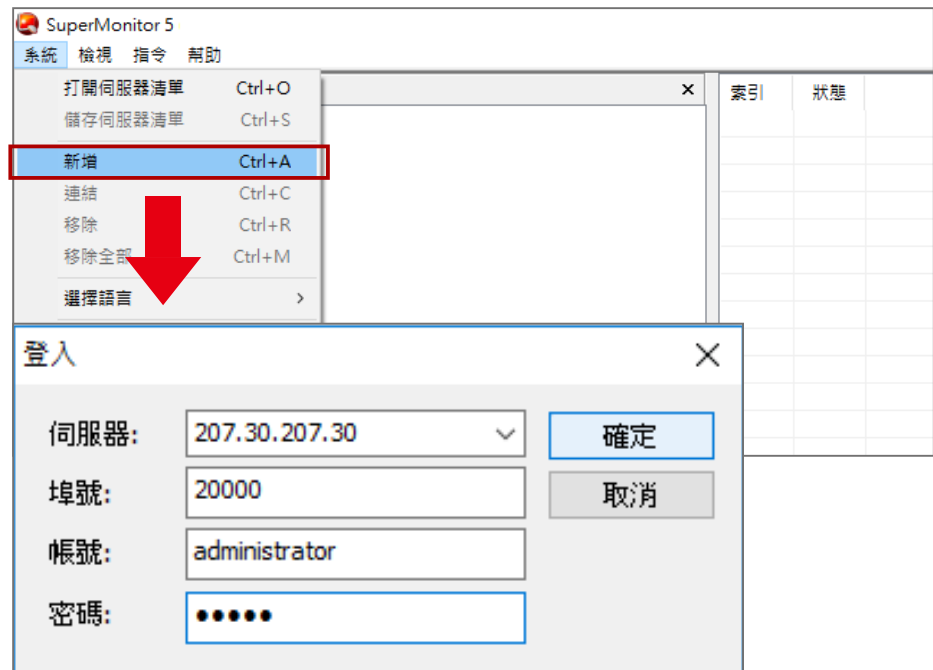 SuperMonitor 5
系統 檢視 指令 幫助
打開伺服器清單 Ctrl+O
儲存伺服器清單 Ctrl+S
新增 Ctrl+A
連結 Ctrl+C
移除 Ctrl+R
移除全部 Ctrl+M
選擇語言
索引 狀態
登入
伺服器: 207.30.207.30 確定
埠號: 20000 取消
帳號: administrator
密碼: •••••